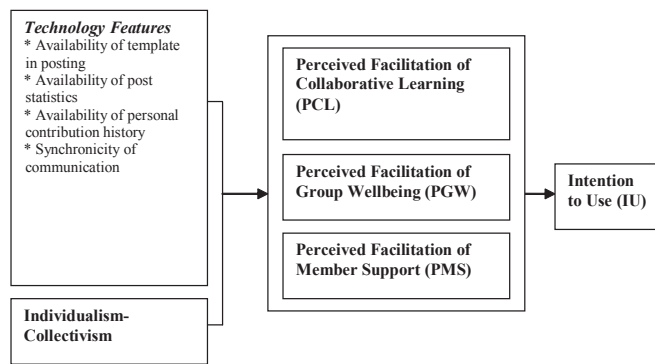 Technology Features
* Availability of template
in posting
* Availability of post
statistics
* Availability of personal
contribution history
* Synchronicity of
communication
Individualism-
Collectivism
Perceived Facilitation of
Collaborative Learning
(PCL)
Perceived Facilitation of
Group Wellbeing (PGW)
Perceived Facilitation of
Member Support (PMS)
Intention
to Use (IU)